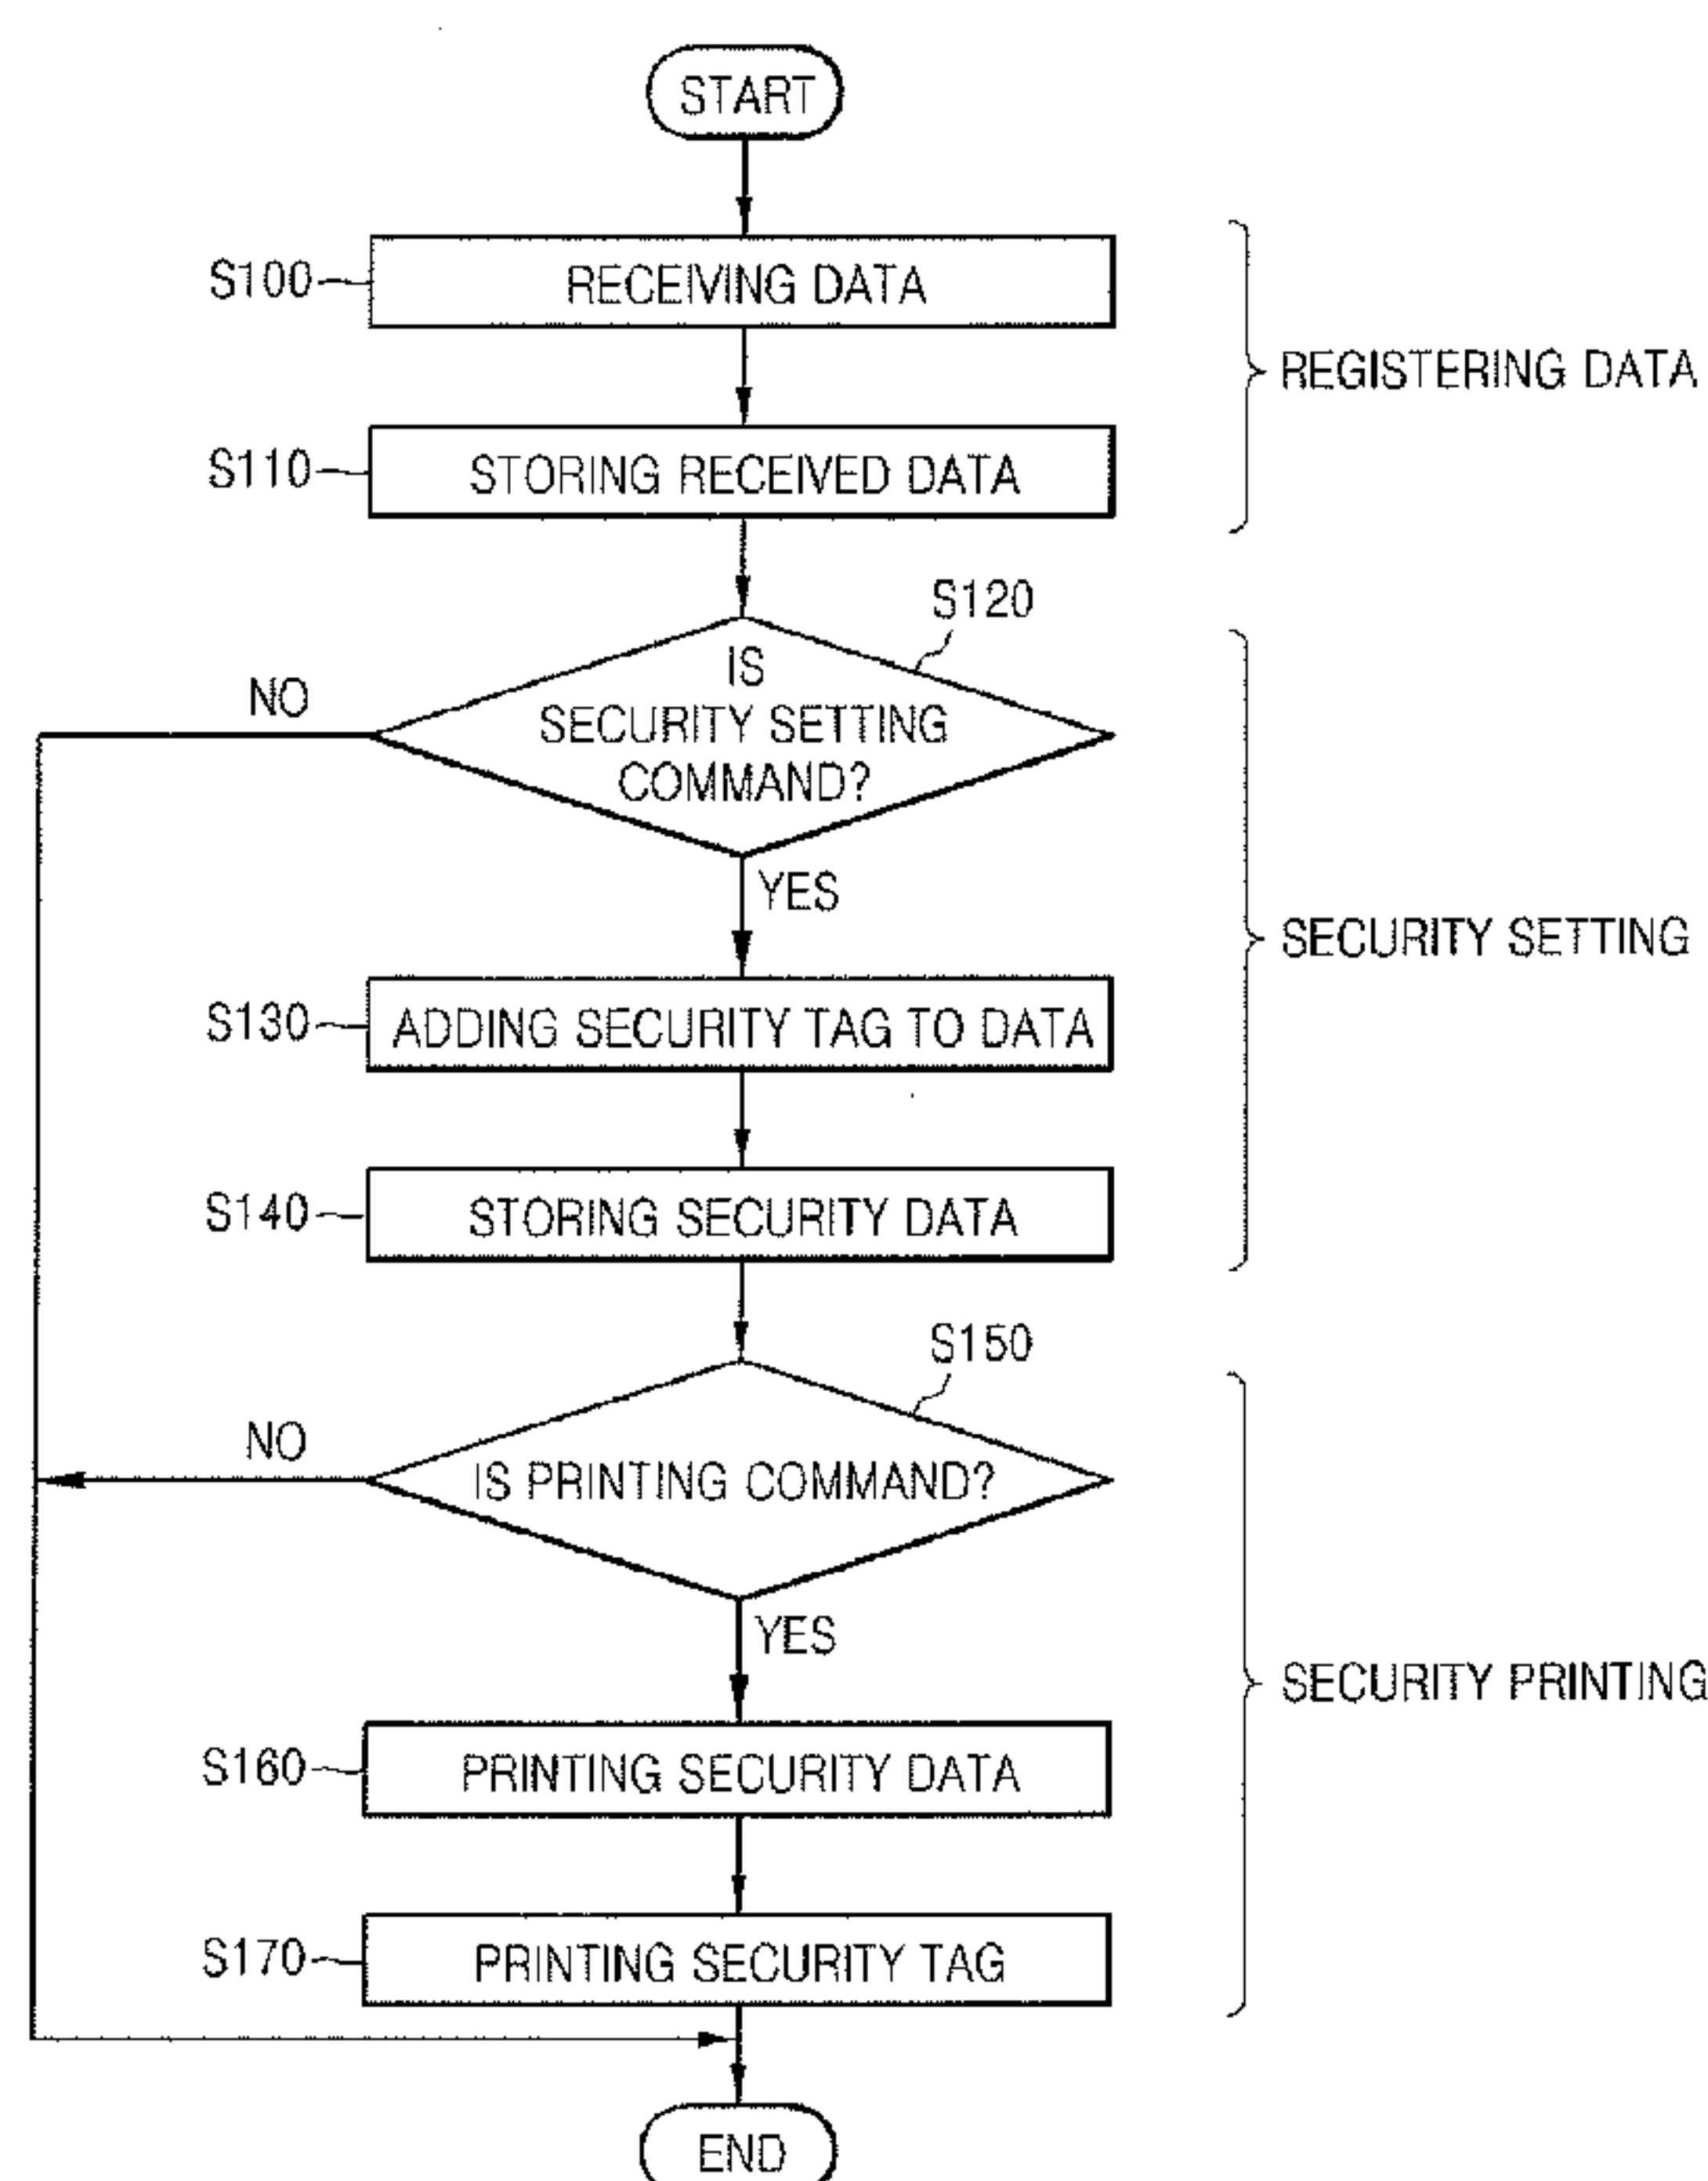 START
S100
RECEIVING DATA
REGISTERING DATA
S110
STORING RECEIVED DATA
S120
IS
SECURITY SETTING
COMMAND?
NO
YES
SECURITY SETTING
S130
ADDING SECURITY TAG TO DATA
S140
STORING SECURITY DATA
S150
IS PRINTING COMMAND?
NO
YES
SECURITY PRINTING
S160
PRINTING SECURITY DATA
S170
PRINTING SECURITY TAG
END